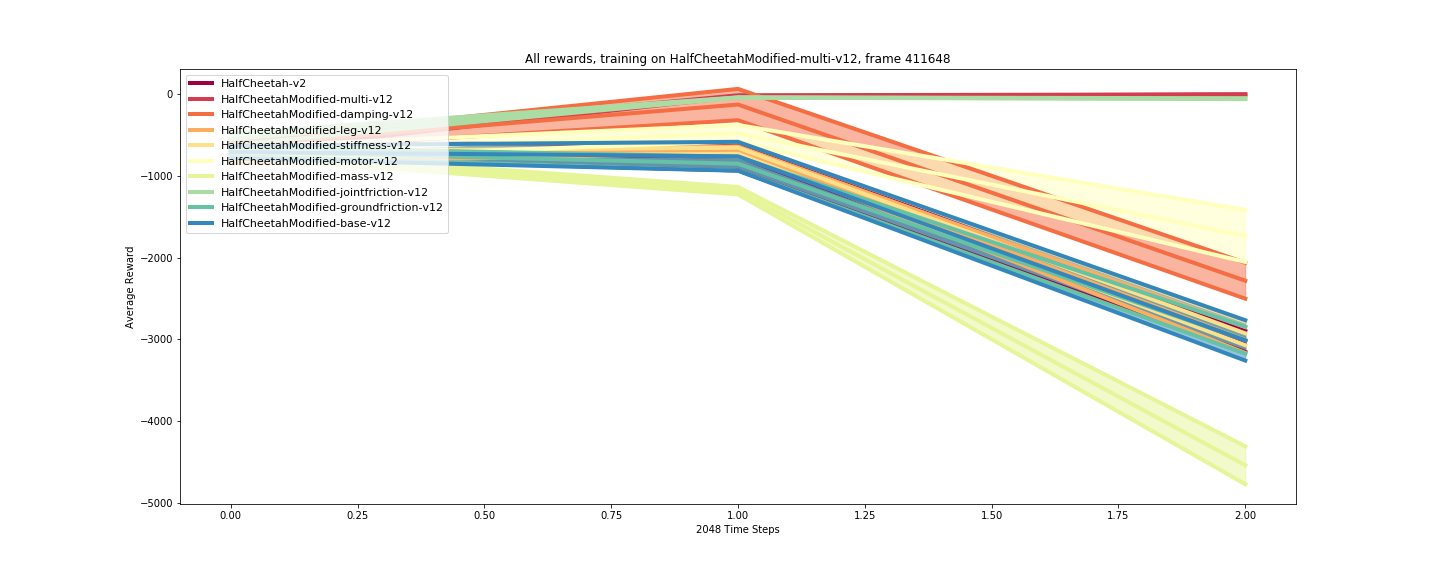 All rewards, training on HalfCheetahModified-multi-v12, frame 411648
HalfCheetah-v2
HalfCheetahModified-multi-v12
HalfCheetahModified-damping-v12
HalfCheetahModified-leg-v12
HalfCheetahModified-stiffness-v12
HalfCheetahModified-motor-v12
HalfCheetahModified-mass-v12
HalfCheetahModified-jointfriction-v12
HalfCheetahModified-groundfriction-v12
HalfCheetahModified-base-v12
Average Reward
0
−1000
−2000
−3000
−4000
−5000
0.00 0.25 0.50 0.75 1.00 1.25 1.50 1.75 2.00
2048 Time Steps